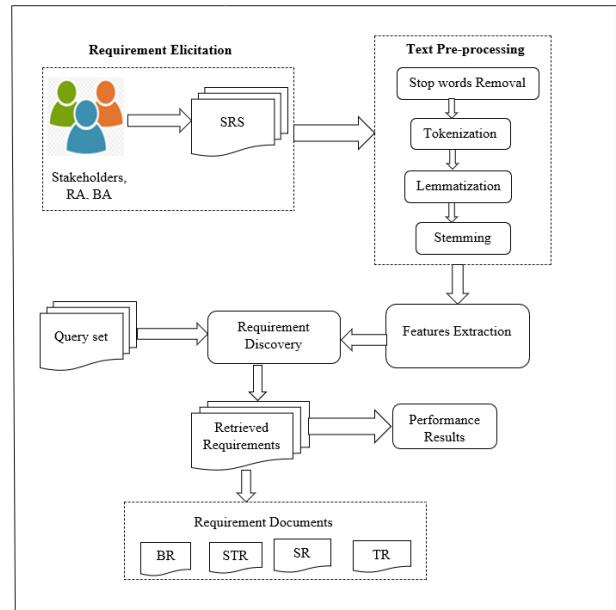 Requirement Elicitation
Text Pre-processing
Stop words Removal
SRS
Tokenization
Stakeholders,
RA. BA
Lemmatization
Stemming
Query set
Requirement
Discovery
Features Extraction
Retrieved
Requirements
Performance
Results
Requirement Documents
BR
STR
SR
TR